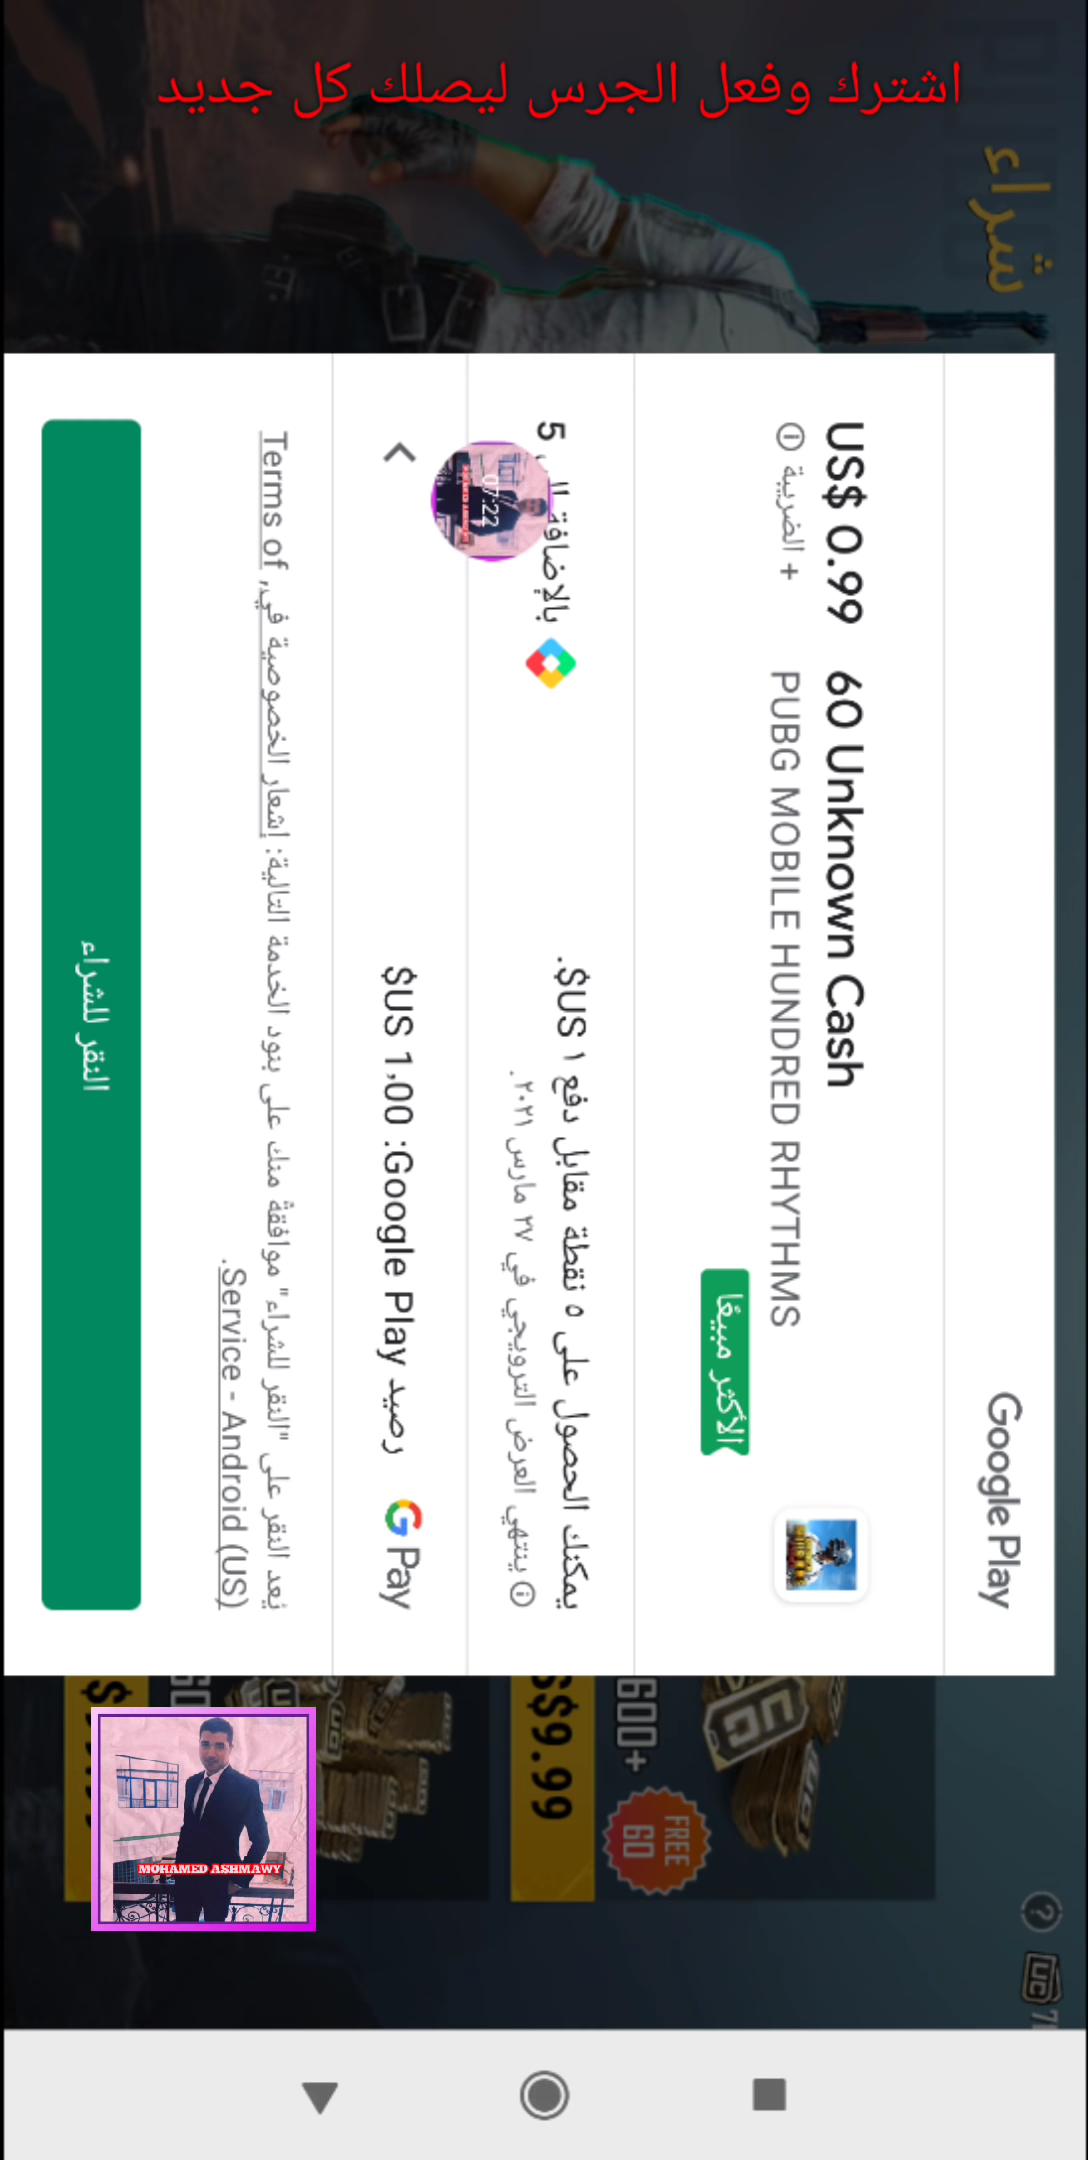 اشترك وفعل الجرس ليصلك كل جديد
شراء
Google Play
60 Unknown Cash
US$ 0.99
PUBG MOBILE HUNDRED RHYTHMS
+ الضريبة
الأكثر مبيعًا
يمكنك الحصول على ٥ نقطة مقابل دفع ١ US$.
ينتهي العرض الترويجي في ٢٧ مارس ٢٠٢١.
بالإضافة
5
07:22
G Pay
رصيد Google Play: 1,00 US$
يُعد النقر على "النقر للشراء" موافقةً منك على بنود الخدمة التالية: إشعار الخصوصية في, Terms of
Service - Android (US).
النقر للشراء
600+
FREE
60
$9.99
UC
MOHAMED ASHMAWY